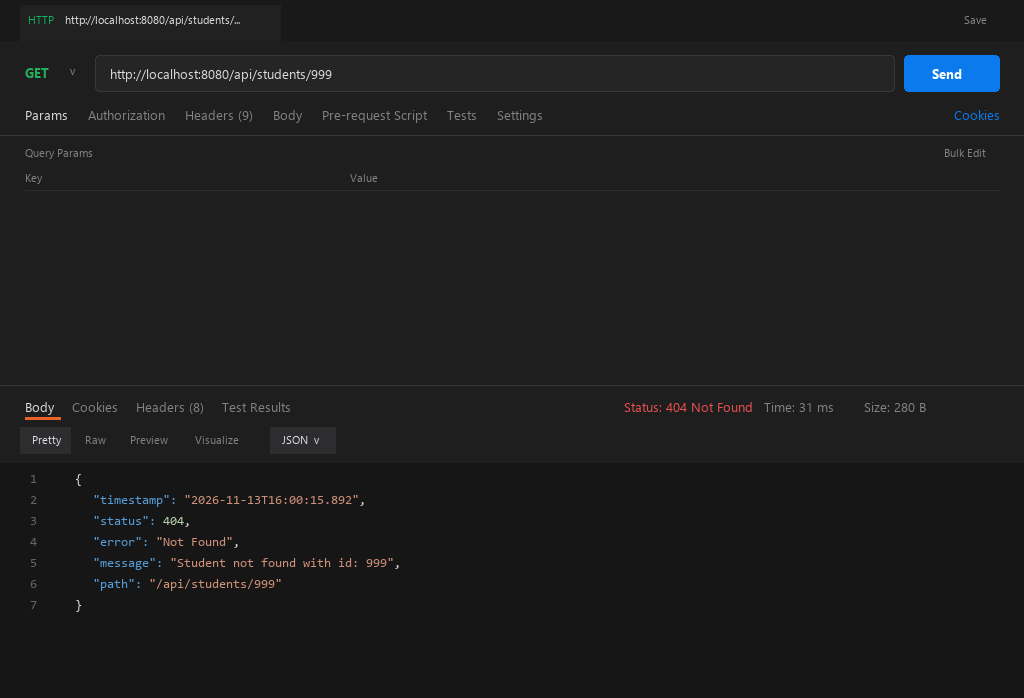 HTTP http://localhost:8080/api/students/... Save
GET v http://localhost:8080/api/students/999 Send
Params Authorization Headers (9) Body Pre-request Script Tests Settings Cookies
Query Params Bulk Edit
Key Value
Body Cookies Headers (8) Test Results Status: 404 Not Found Time: 31 ms Size: 280 B
Pretty Raw Preview Visualize JSON v
1 {
2 "timestamp": "2026-11-13T16:00:15.892",
3 "status": 404,
4 "error": "Not Found",
5 "message": "Student not found with id: 999",
6 "path": "/api/students/999"
7 }